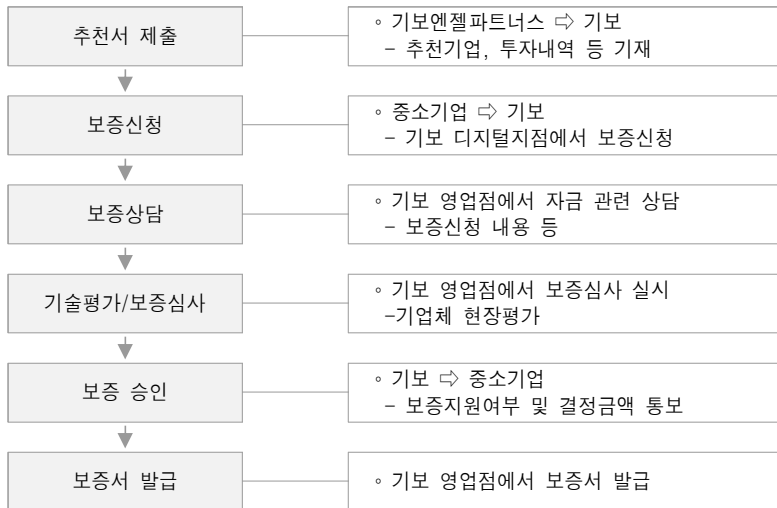 추천서 제출
◦ 기보엔젤파트너스 ⇨ 기보
– 추천기업, 투자내역 등 기재
보증신청
◦ 중소기업 ⇨ 기보
– 기보 디지털지점에서 보증신청
보증상담
◦ 기보 영업점에서 자금 관련 상담
– 보증신청 내용 등
기술평가/보증심사
◦ 기보 영업점에서 보증심사 실시
–기업체 현장평가
보증 승인
◦ 기보 ⇨ 중소기업
– 보증지원여부 및 결정금액 통보
보증서 발급
◦ 기보 영업점에서 보증서 발급